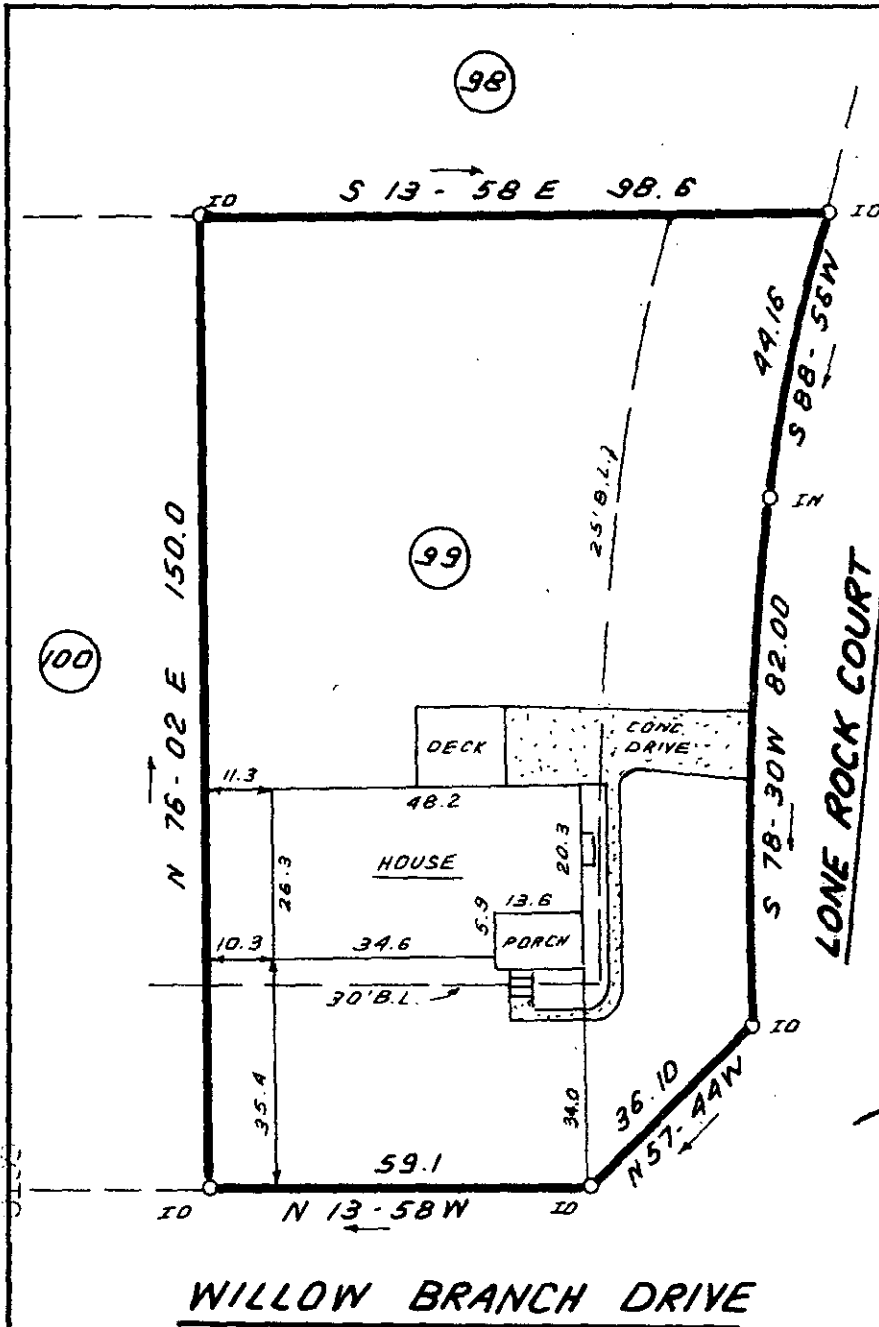 98
S 13 - 58 E 98.6
IO
IO
44.16
S 88 - 56W
IN
25' B.L.
N 76-02 E 150.0
99
100
S 78-30W 82.00
LONE ROCK COURT
DECK
CONC.
DRIVE
11.3
48.2
HOUSE
26.3
20.3
13.6
5.9
PORCH
10.3
34.6
30' B.L.
IO
35.4
34.0
36.10
N 57-44W
59.1
IO
N 13-58W
IO
WILLOW BRANCH DRIVE